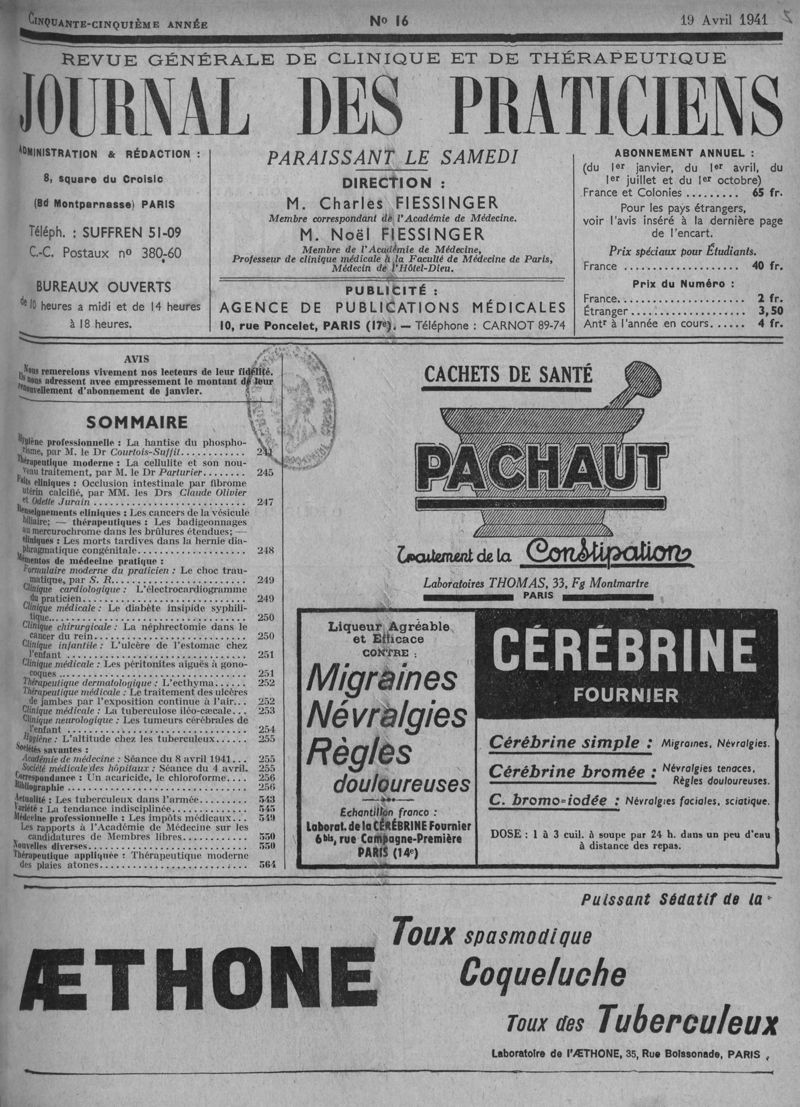 CINQUANTE-CINQUIÈME ANNÉE
No 16
19 Avril 1941
REVUE GÉNÉRALE DE CLINIQUE ET DE THÉRAPEUTIQUE
JOURNAL DES PRATICIENS
ADMINISTRATION & RÉDACTION :
8, square du Croisic
(Bd Montparnasse) PARIS
Téléph. : SUFFREN 51-09
C.-C. Postaux no 380-60
BUREAUX OUVERTS
de 10 heures a midi et de 14 heures
à 18 heures.
PARAISSANT LE SAMEDI
DIRECTION :
M. Charles FIESSINGER
Membre correspondant de l'Académie de Médecine.
M. Noël FIESSINGER
Membre de l'Académie de Médecine,
Professeur de clinique médicale à la Faculté de Médecine de Paris,
Médecin de l'Hôtel-Dieu.
PUBLICITÉ :
AGENCE DE PUBLICATIONS MÉDICALES
10, rue Poncelet, PARIS (17e). — Téléphone : CARNOT 89-74
ABONNEMENT ANNUEL :
(du 1er janvier, du 1er avril, du
1er juillet et du 1er octobre)
France et Colonies ......... 65 fr.
Pour les pays étrangers,
voir l'avis inséré à la dernière page
de l'encart.
Prix spéciaux pour Étudiants.
France .................... 40 fr.
Prix du Numéro :
France..................... 2 fr.
Étranger ................... 3,50
Antr à l'année en cours...... 4 fr.
AVIS
Nous remercions vivement nos lecteurs de leur fidélité.
Ils nous adressent avec empressement le montant de leur
renouvellement d'abonnement de janvier.
SOMMAIRE
Hygiène professionnelle : La hantise du phospho-
risme, par M. le Dr Courtois-Suffit...........
Thérapeutique moderne : La cellulite et son nou-
veau traitement, par M. le Dr Parturier........ 245
Faits cliniques : Occlusion intestinale par fibrome
utérin calcifié, par MM. les Drs Claude Olivier
et Odette Jurain .......................... 247
Renseignements cliniques : Les cancers de la vésicule
biliaire; — thérapeutiques : Les badigeonnages
au mercurochrome dans les brûlures étendues; —
cliniques : Les morts tardives dans la hernie dia-
phragmatique congénitale.................... 248
Mémentos de médecine pratique :
Formulaire moderne du praticien : Le choc trau-
matique, par S. R....................... 249
Clinique cardiologique : L'électrocardiogramme
du praticien........................... 249
Clinique médicale : Le diabète insipide syphili-
tique................................. 250
Clinique chirurgicale : La néphrectomie dans le
cancer du rein.......................... 250
Clinique infantile : L'ulcère de l'estomac chez
l'enfant .............................. 251
Clinique médicale : Les péritonites aiguës à gono-
coques ............................... 251
Thérapeutique dermatologique : L'ecthyma...... 252
Thérapeutique médicale : Le traitement des ulcères
de jambes par l'exposition continue à l'air... 252
Clinique médicale : La tuberculose iléo-cæcale... 253
Clinique neurologique : Les tumeurs cérébrales de
l'enfant .............................. 254
Hygiène : L'altitude chez les tuberculeux...... 255
Sociétés savantes :
Académie de médecine : Séance du 8 avril 1941... 255
Société médicale des hôpitaux : Séance du 4 avril. 255
Correspondance : Un acaricide, le chloroforme.... 256
Bibliographie ............................... 256
Actualité : Les tuberculeux dans l'armée......... 543
Variété : La tendance indisciplinée.............. 545
Médecine professionnelle : Les impôts médicaux... 549
Les rapports à l'Académie de Médecine sur les
candidatures de Membres libres............... 550
Nouvelles diverses........................... 550
Thérapeutique appliquée : Thérapeutique moderne
des plaies atones........................... 564
CACHETS DE SANTÉ
PACHAUT
Traitement de la Constipation
Laboratoires THOMAS, 33, Fg Montmartre
PARIS
Liqueur Agréable
et Efficace
CONTRE :
Migraines
Névralgies
Règles
douloureuses
Echantillon franco :
Laborat. de la CÉRÉBRINE Fournier
6bis, rue Campagne-Première
PARIS (14e)
CÉRÉBRINE
FOURNIER
Cérébrine simple : Migraines, Névralgies.
Cérébrine bromée : Névralgies tenaces,
Règles douloureuses.
C. bromo-iodée : Névralgies faciales, sciatique.
DOSE : 1 à 3 cuil. à soupe par 24 h. dans un peu d'eau
à distance des repas.
ÆTHONE
Puissant Sédatif de la
Toux spasmodique
Coqueluche
Toux des Tuberculeux
Laboratoire de l'ÆTHONE, 35, Rue Boissonade, PARIS